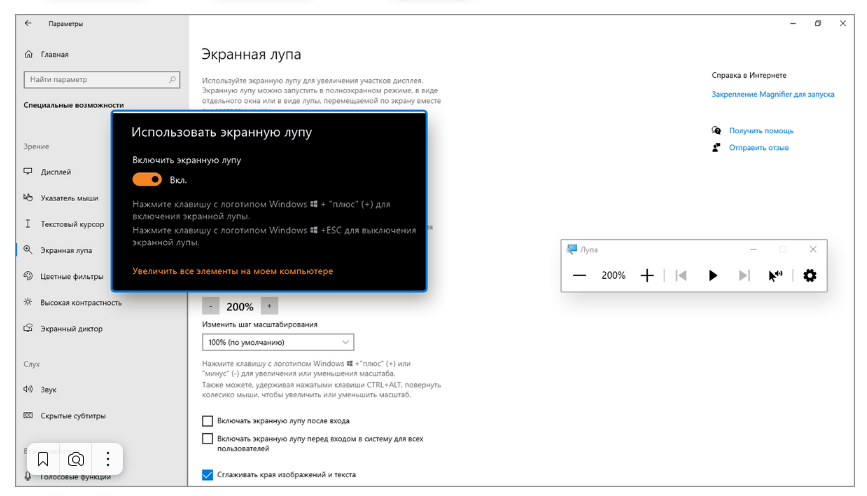 Параметры
Главная
Найти параметр
Специальные возможности
Зрение
Дисплей
Указатель мыши
Текстовый курсор
Экранная лупа
Цветные фильтры
Высокая контрастность
Экранный диктор
Слух
Звук
Скрытые субтитры
Голосовые функции
Экранная лупа
Используйте экранную лупу для увеличения участков дисплея.
Экранную лупу можно запустить в полноэкранном режиме, в виде
отдельного окна или в виде лупы, перемещаемой по экрану вместе
Использовать экранную лупу
Включить экранную лупу
Вкл.
Нажмите клавишу с логотипом Windows + "плюс" (+) для
включения экранной лупы.
Нажмите клавишу с логотипом Windows +ESC для выключения
экранной лупы.
Увеличить все элементы на моем компьютере
- 200% +
Изменить шаг масштабирования
100% (по умолчанию)
Нажмите клавишу с логотипом Windows +"плюс" (+) или
"минус" (-) для увеличения или уменьшения масштаба.
Также можете, удерживая нажатыми клавиши CTRL+ALT, повернуть
колесико мыши, чтобы увеличить или уменьшить масштаб.
Включать экранную лупу после входа
Включать экранную лупу перед входом в систему для всех
пользователей
Сглаживать края изображений и текста
Справка в Интернете
Закрепление Magnifier для запуска
Получить помощь
Отправить отзыв
Лупа
200%